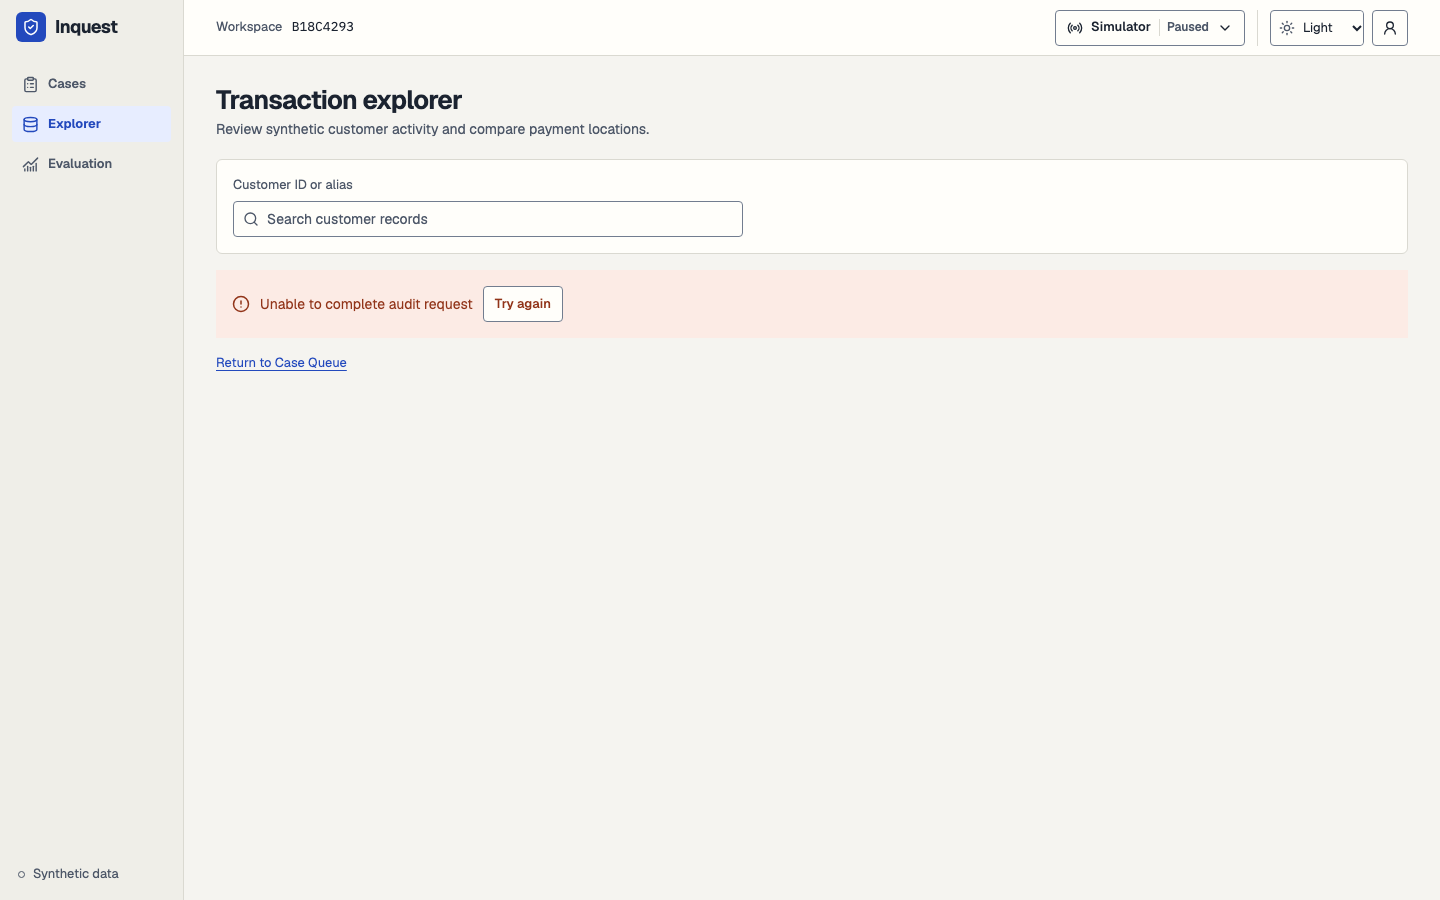 Inquest
Workspace B18C4293
Simulator Paused
Light
Cases
Explorer
Evaluation
Transaction explorer
Review synthetic customer activity and compare payment locations.
Customer ID or alias
Search customer records
Unable to complete audit request Try again
Return to Case Queue
Synthetic data